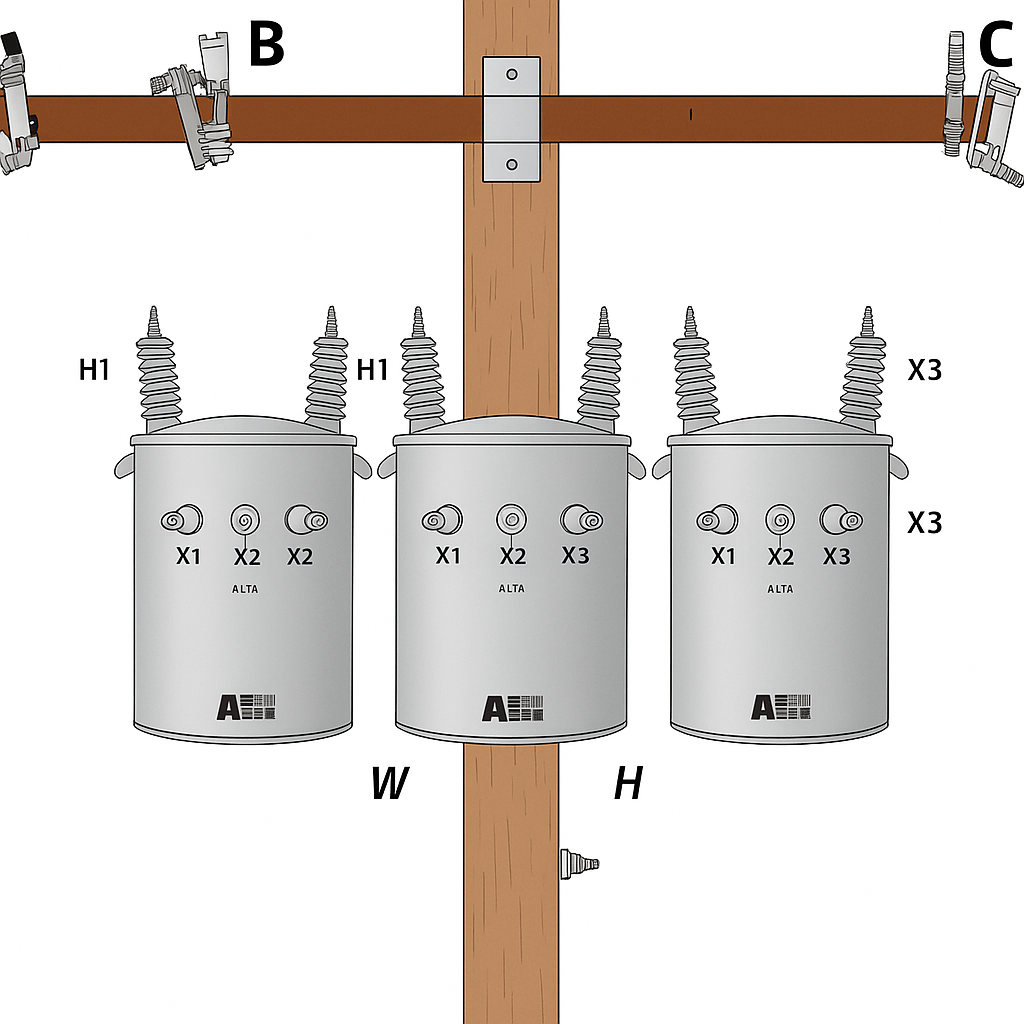 B
C
H1 H1 X3
X3
X1 X2 X2 X1 X2 X3 X1 X2 X3
ALTA ALTA ALTA
A A A
W H